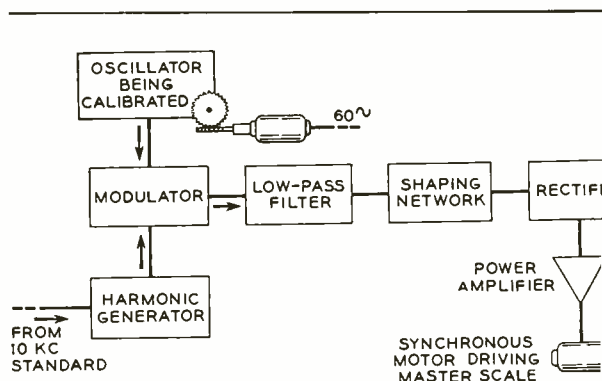 OSCILLATOR
BEING
CALIBRATED
60~
MODULATOR
LOW-PASS
FILTER
SHAPING
NETWORK
RECTIF
POWER
AMPLIFIER
HARMONIC
GENERATOR
FROM
10 KC
STANDARD
SYNCHRONOUS
MOTOR DRIVING
MASTER SCALE